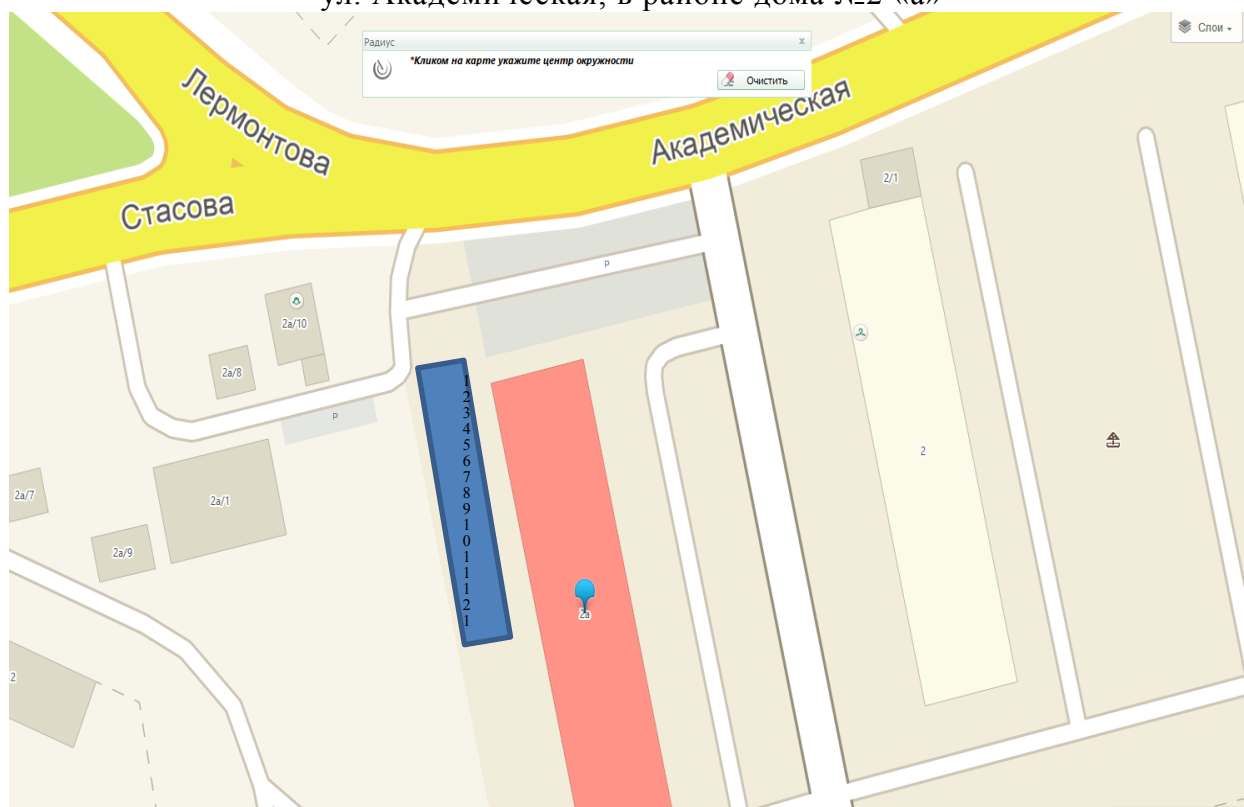 ул. Академическая, в районе дома №2 «а»
Радиус
x
*Кликом на карте укажите центр окружности
Очистить
Слои
Лермонтова
Академическая
Стасова
2/1
P
2а/10
2а/8
P
1
2
3
4
5
6
7
8
9
1
0
1
1
1
2
1
2
2а/7
2а/1
2а/9
2а
2